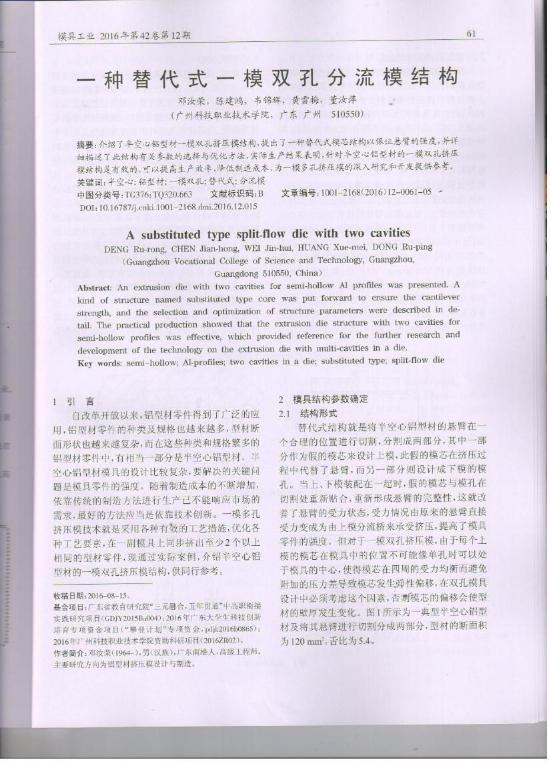 模具工业 2016年第42卷第12期
61
一种替代式一模双孔分流模结构
邓汝荣，陈建鸿，韦锦辉，黄雪梅，董汝萍
（广州科技职业技术学院，广东 广州 510550）
摘要：介绍了半空心铝型材一模双孔挤压模结构，提出了一种替代式模芯结构以保证悬臂的强度，并详
细描述了此结构有关参数的选择与优化方法，实际生产结果表明，针对半空心铝型材的一模双孔挤压
模结构是有效的，可以提高生产效率，降低制造成本，为一模多孔挤压模的深入研究和开发提供参考。
关键词：半空心；铝型材；一模双孔；替代式；分流模
中图分类号：TG376；TQ320.663 文献标识码：B 文章编号：1001-2168(2016)12-0061-05
DOI：10.16787/j.cnki.1001-2168.dmi.2016.12.015
A substituted type split-flow die with two cavities
DENG Ru-rong, CHEN Jian-hong, WEI Jin-hui, HUANG Xue-mei, DONG Ru-ping
(Guangzhou Vocational College of Science and Technology, Guangzhou,
Guangdong 510550, China)
Abstract: An extrusion die with two cavities for semi-hollow Al profiles was presented. A
kind of structure named substituted type core was put forward to ensure the cantilever
strength, and the selection and optimization of structure parameters were described in de-
tail. The practical production showed that the extrusion die structure with two cavities for
semi-hollow profiles was effective, which provided reference for the further research and
development of the technology on the extrusion die with multi-cavities in a die.
Key words: semi-hollow; Al-profiles; two cavities in a die; substituted type; split-flow die
1 引 言
自改革开放以来，铝型材零件得到了广泛的应
用，铝型材零件的种类及规格也越来越多，型材断
面形状也越来越复杂，而在这些种类和规格繁多的
铝型材零件中，有相当一部分是半空心铝型材。半
空心铝型材模具的设计比较复杂，要解决的关键问
题是模具零件的强度。随着制造成本的不断增加，
依靠传统的制造方法进行生产已不能响应市场的
需求，最好的方法应当是依靠技术创新。一模多孔
挤压模技术就是采用各种有效的工艺措施，优化各
种工艺要素，在一副模具上同步挤出至少2个以上
相同的型材零件，现通过实际案例，介绍半空心铝
型材的一模双孔挤压模结构，供同行参考。
收稿日期：2016-08-15。
基金项目：广东省教育研究院“三元融合，五年贯通”中高职衔接
实践研究项目(GDJY2015Bb004)；2016年广东大学生科技创新
培育专项资金项目(“攀登计划”专项资金，pdjh2016b0865)；
2016年广州科技职业技术学院资助科研项目(2016ZR02)。
作者简介：邓汝荣(1964-)，男(汉族)，广东南雄人，高级工程师，
主要研究方向为铝型材挤压模设计与制造。
2 模具结构参数确定
2.1 结构形式
替代式结构就是将半空心铝型材的悬臂在一
个合理的位置进行切割，分割成两部分，其中一部
分作为假的模芯来设计上模，此假的模芯在挤压过
程中代替了悬臂，而另一部分则设计成下模的模
孔。当上、下模装配在一起时，假的模芯与模孔在
切割处重新贴合，重新形成悬臂的完整性，这就改
善了悬臂的受力状态，受力情况由原来的悬臂直接
受力变成为由上模分流桥来承受挤压，提高了模具
零件的强度。但对于一模双孔挤压模，由于每个上
模的模芯在模具中的位置不可能像单孔时可以处
于模具的中心，使得模芯在四周的受力均衡而避免
附加的压力差导致模芯发生弹性偏移，在双孔模具
设计中必须考虑这个因素，否则模芯的偏移会使型
材的壁厚发生变化。图1所示为一典型半空心铝型
材及将其悬臂进行切割分成两部分，型材的断面积
为120 mm²，舌比为5.4。